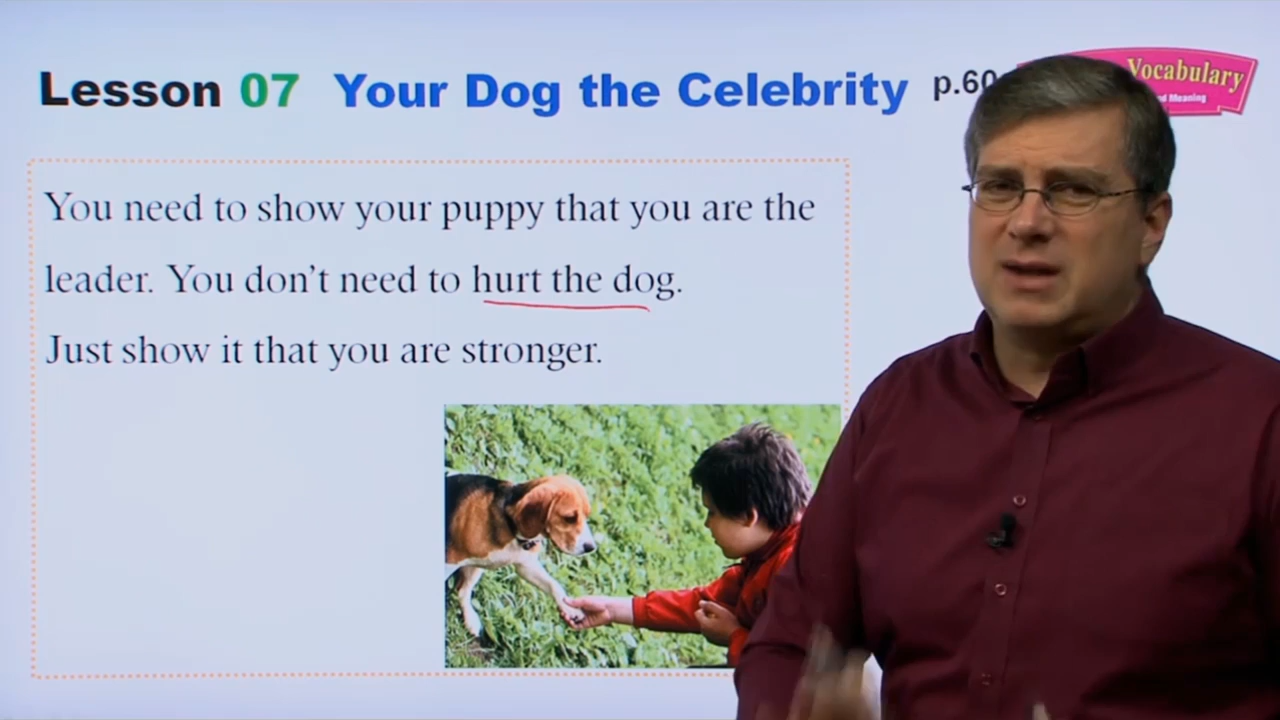 Lesson 07 Your Dog the Celebrity p.60
Vocabulary
Meaning
You need to show your puppy that you are the
leader. You don't need to hurt the dog.
Just show it that you are stronger.